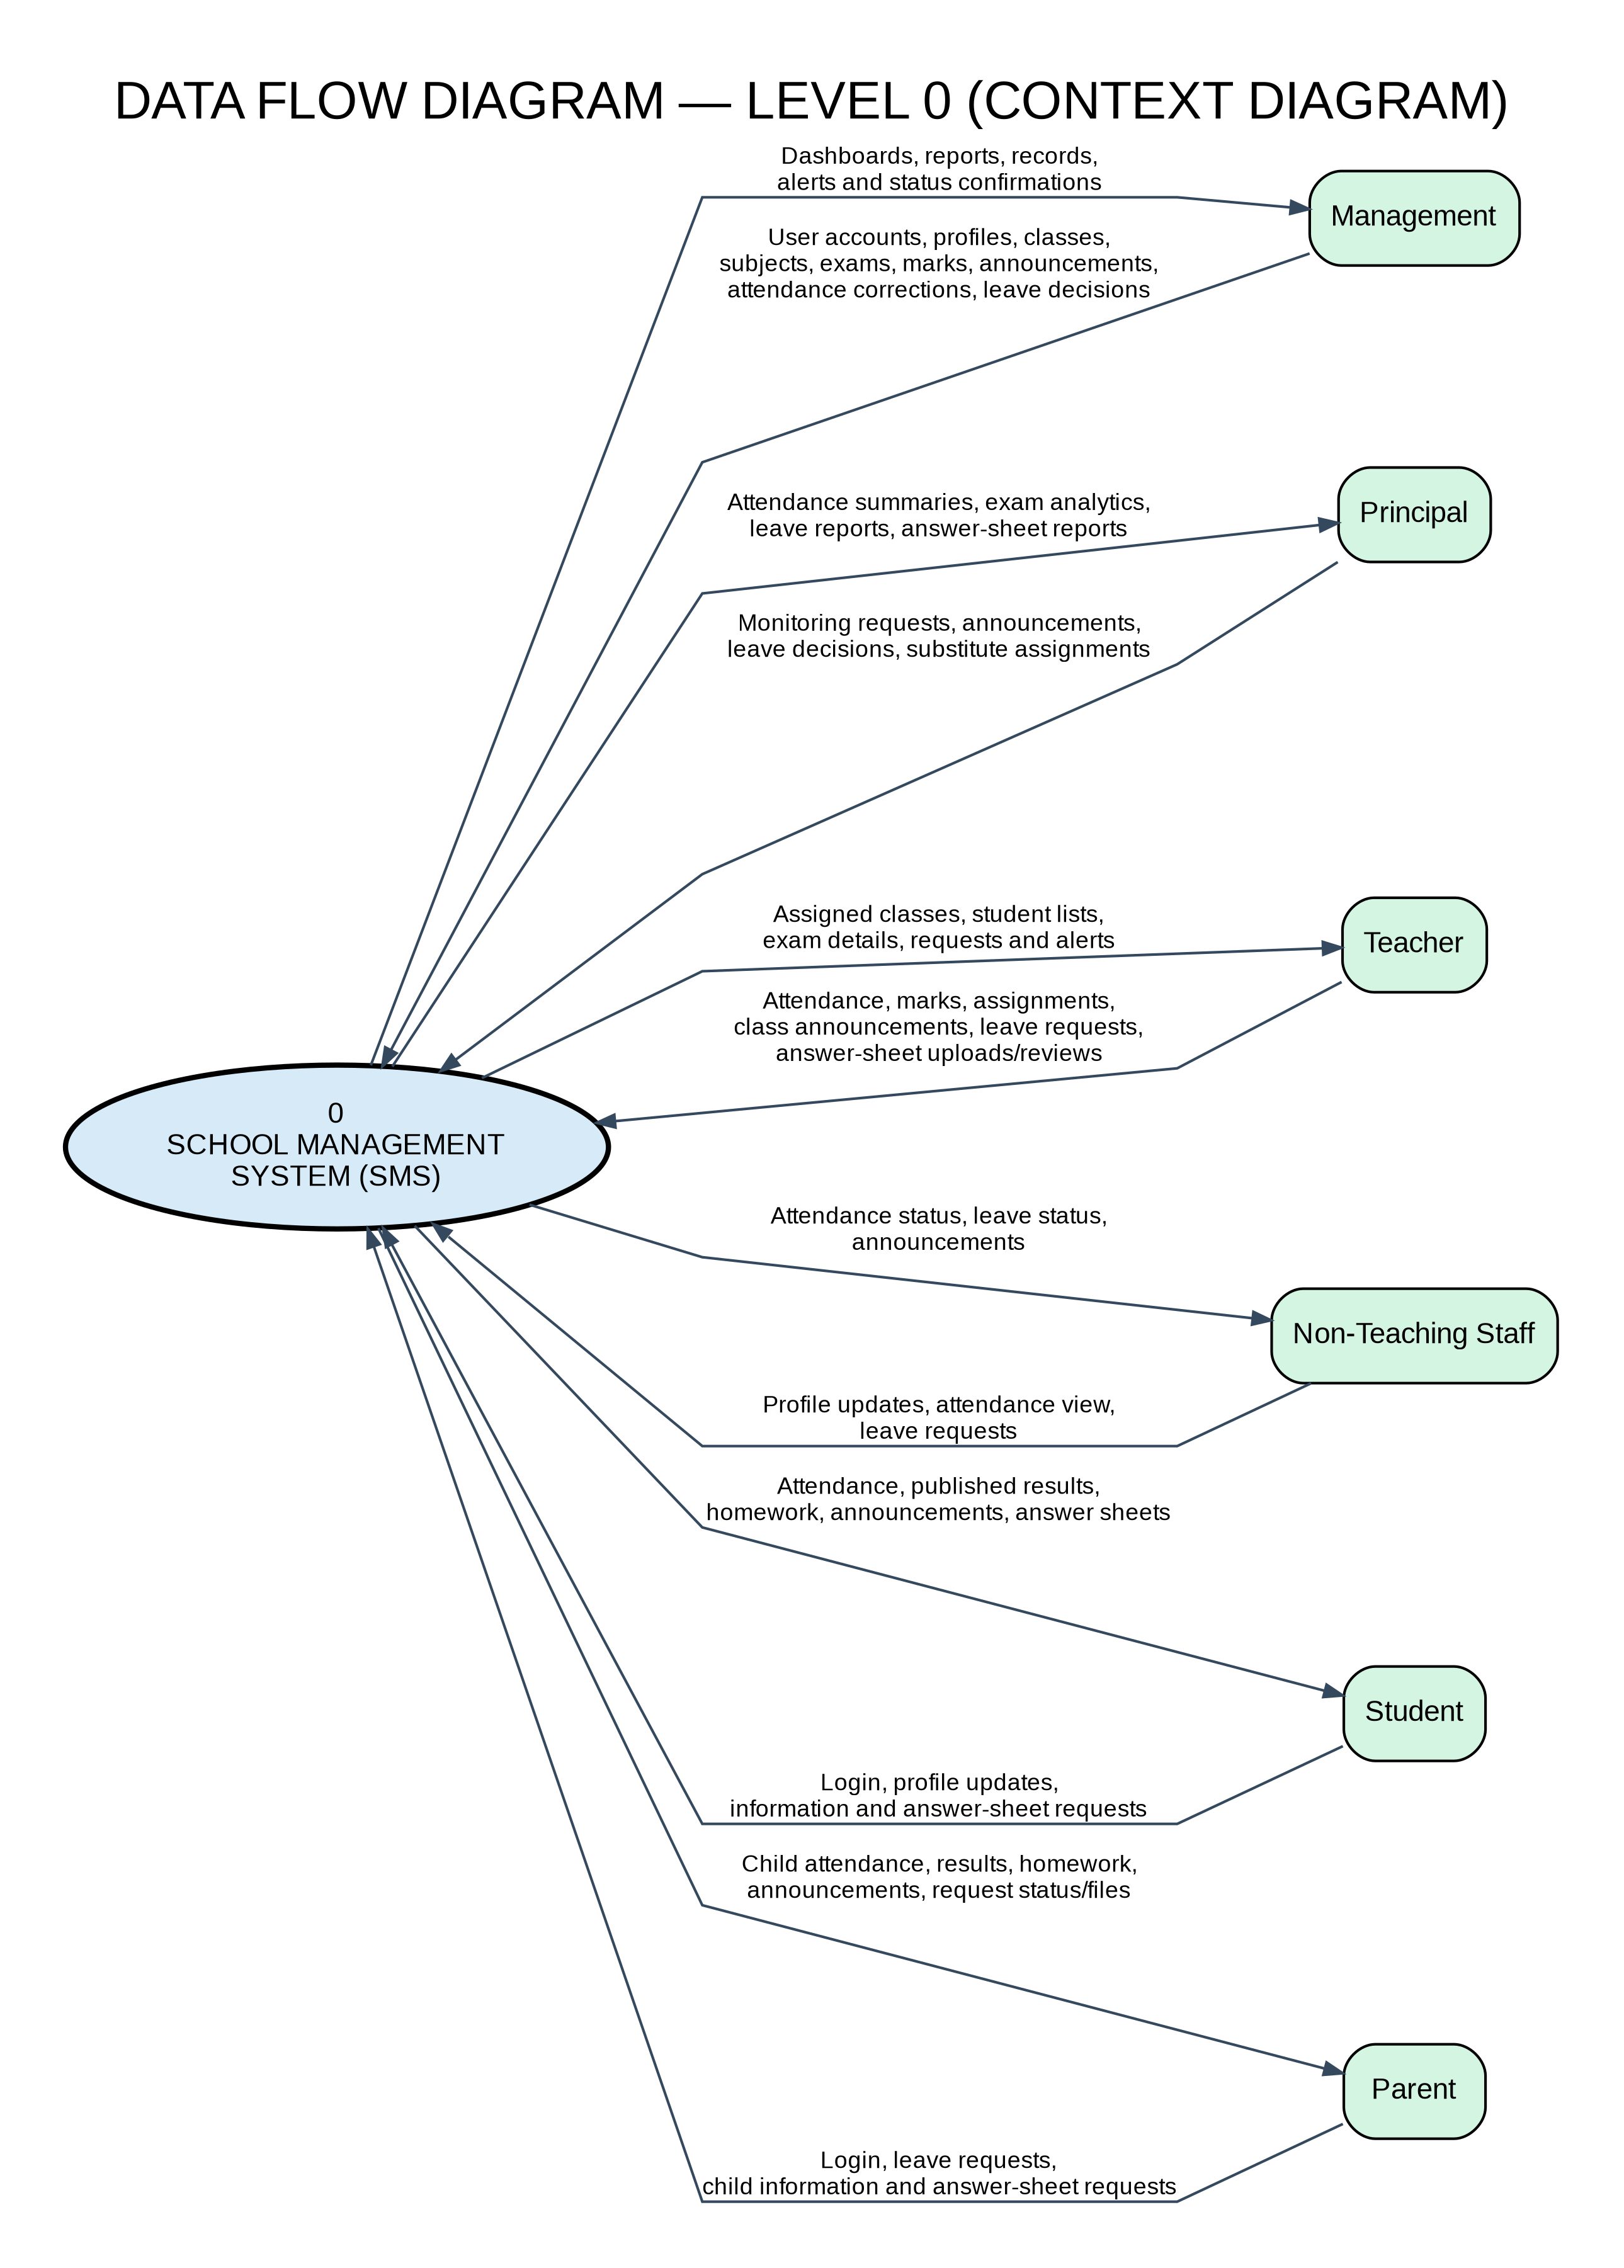 DATA FLOW DIAGRAM — LEVEL 0 (CONTEXT DIAGRAM)
Dashboards, reports, records,
alerts and status confirmations
Management
User accounts, profiles, classes,
subjects, exams, marks, announcements,
attendance corrections, leave decisions
Attendance summaries, exam analytics,
leave reports, answer-sheet reports
Principal
Monitoring requests, announcements,
leave decisions, substitute assignments
Assigned classes, student lists,
exam details, requests and alerts
Teacher
Attendance, marks, assignments,
class announcements, leave requests,
answer-sheet uploads/reviews
0
SCHOOL MANAGEMENT
SYSTEM (SMS)
Attendance status, leave status,
announcements
Non-Teaching Staff
Profile updates, attendance view,
leave requests
Attendance, published results,
homework, announcements, answer sheets
Student
Login, profile updates,
information and answer-sheet requests
Child attendance, results, homework,
announcements, request status/files
Parent
Login, leave requests,
child information and answer-sheet requests